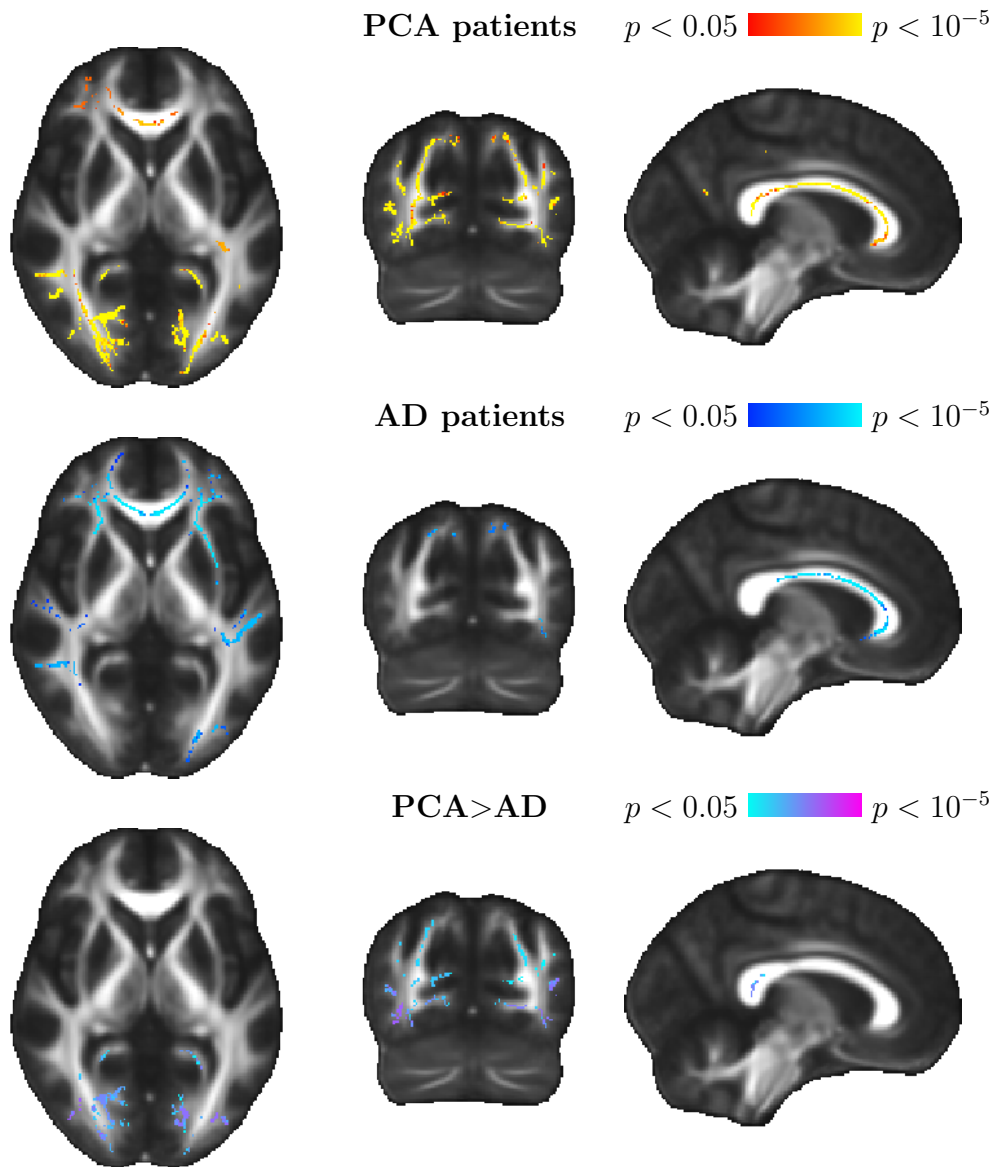 PCA patients p < 0.05 p < 10⁻⁵
AD patients p < 0.05 p < 10⁻⁵
PCA>AD p < 0.05 p < 10⁻⁵